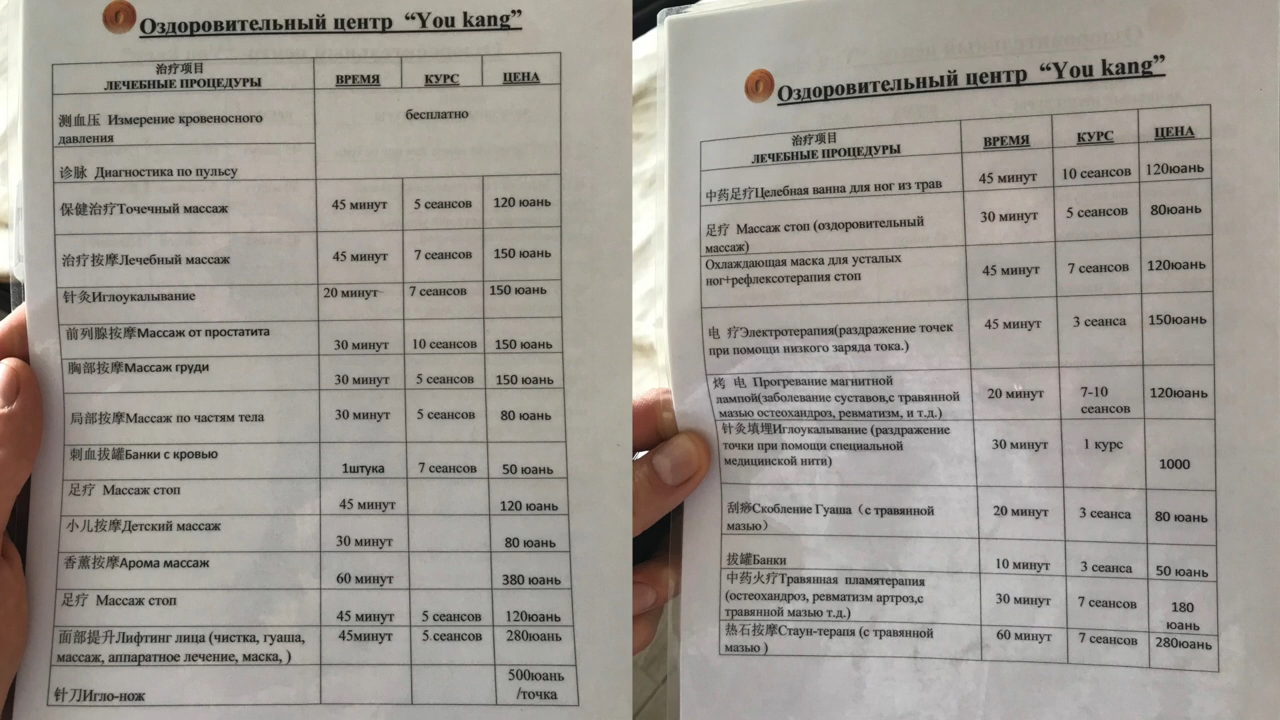 Оздоровительный центр “You kang”
治疗项目
ЛЕЧЕБНЫЕ ПРОЦЕДУРЫ ВРЕМЯ КУРС ЦЕНА
测血压 Измерение кровеносного
давления
бесплатно
诊脉 Диагностика по пульсу
保健治疗Точечный массаж 45 минут 5 сеансов 120 юань
治疗按摩Лечебный массаж 45 минут 7 сеансов 150 юань
针灸Иглоукалывание 20 минут 7 сеансов 150 юань
前列腺按摩Массаж от простатита 30 минут 10 сеансов 150 юань
胸部按摩Массаж груди 30 минут 5 сеансов 150 юань
局部按摩Массаж по частям тела 30 минут 5 сеансов 80 юань
刺血拔罐Банки с кровью 1штука 7 сеансов 50 юань
足疗 Массаж стоп 45 минут 120 юань
小儿按摩Детский массаж 30 минут 80 юань
香薰按摩Арома массаж 60 минут 380 юань
足疗 Массаж стоп 45 минут 5 сеансов 120юань
面部提升Лифтинг лица (чистка, гуаша, 45минут 5.сеансов 280юань
массаж, аппаратное лечение, маска, )
针刀Игло-нож 500юань
/точка
Оздоровительный центр “You kang”
治疗项目
ЛЕЧЕБНЫЕ ПРОЦЕДУРЫ ВРЕМЯ КУРС ЦЕНА
中药足疗Целебная ванна для ног из трав 45 минут 10 сеансов 120юань
足疗 Массаж стоп (оздоровительный 30 минут 5 сеансов 80юань
массаж)
Охлаждающая маска для усталых
ног+рефлексотерапия стоп 45 минут 7 сеансов 120юань
电 疗Электротерапия(раздражение точек 45 минут 3 сеанса 150юань
при помощи низкого заряда тока.)
烤 电 Прогревание магнитной
лампой(заболевание суставов,с травянной 20 минут 7-10 120юань
мазью остеохандроз, ревматизм, и т.д.) сеансов
针灸填埋Иглоукалывание (раздражение
точки при помощи специальной 30 минут 1 курс
медицинской нити) 1000
刮痧Скобление Гуаша（с травянной 20 минут 3 сеанса 80 юань
мазью）
拔罐Банки 10 минут 3 сеанса 50 юань
中药火疗Травянная пламятерапия
(остеохандроз, ревматизм артроз,с 30 минут 7 сеансов 180
травянной мазью т.д.) юань
热石按摩Стаун-терапа (с травянной 60 минут 7 сеансов 280юань
мазью )